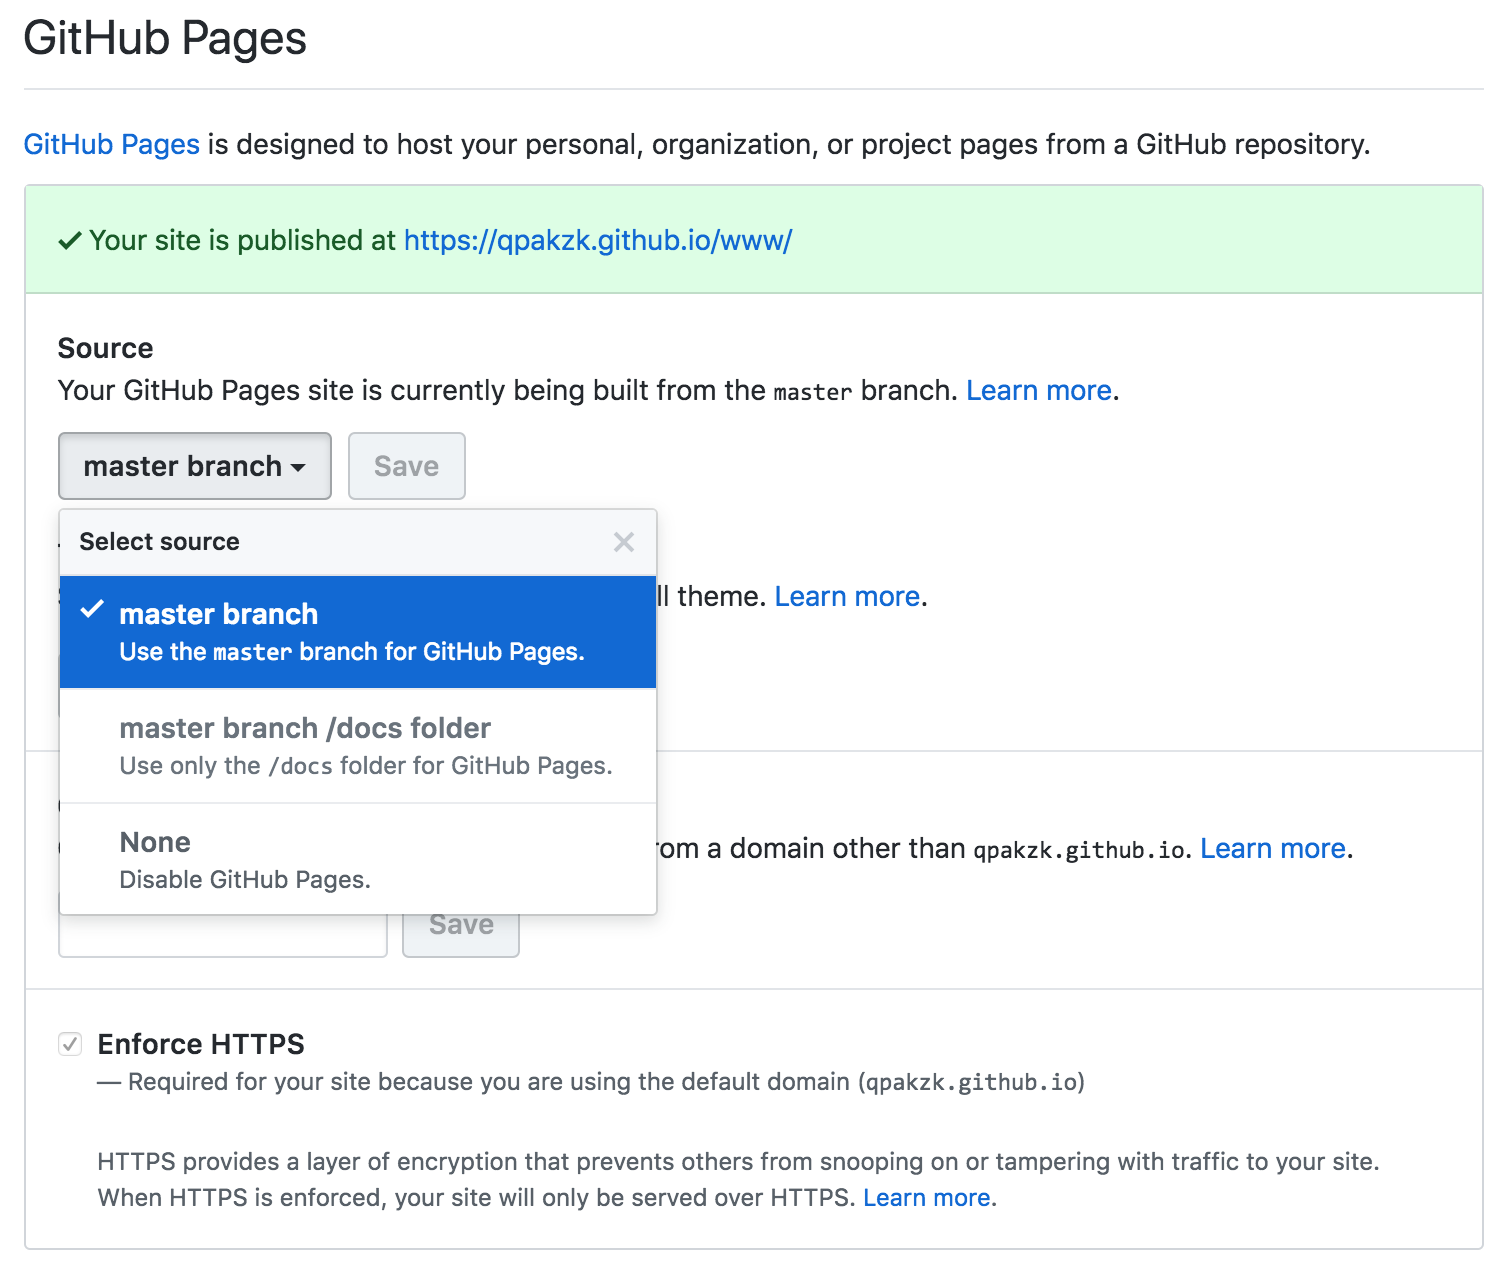 GitHub Pages
GitHub Pages is designed to host your personal, organization, or project pages from a GitHub repository.
Your site is published at https://qpakzk.github.io/www/
Source
Your GitHub Pages site is currently being built from the master branch. Learn more.
master branch
Save
Select source
master branch
Use the master branch for GitHub Pages.
theme. Learn more.
master branch /docs folder
Use only the /docs folder for GitHub Pages.
None
Disable GitHub Pages.
a domain other than qpakzk.github.io. Learn more.
Save
Enforce HTTPS
— Required for your site because you are using the default domain (qpakzk.github.io)
HTTPS provides a layer of encryption that prevents others from snooping on or tampering with traffic to your site.
When HTTPS is enforced, your site will only be served over HTTPS. Learn more.